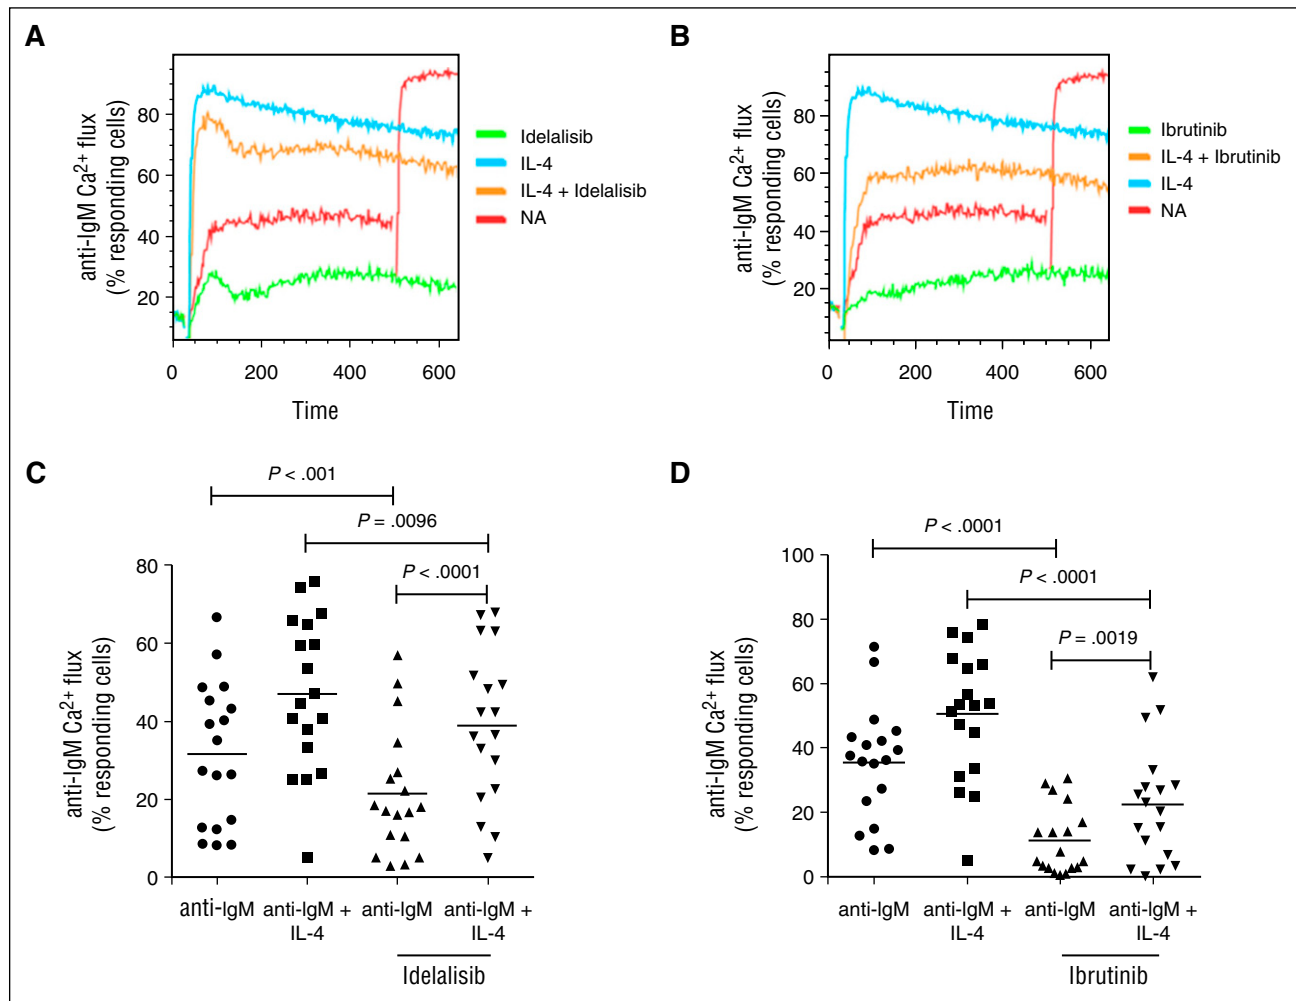 A
anti-IgM Ca2+ flux
(% responding cells)
80
60
40
20
0 200 400 600
Time
Idelalisib
IL-4
IL-4 + Idelalisib
NA
B
anti-IgM Ca2+ flux
(% responding cells)
80
60
40
20
0 200 400 600
Time
Ibrutinib
IL-4 + Ibrutinib
IL-4
NA
C
P < .001
P = .0096
P < .0001
anti-IgM Ca2+ flux
(% responding cells)
80
60
40
20
0
anti-IgM anti-IgM + anti-IgM anti-IgM +
IL-4 IL-4
Idelalisib
D
P < .0001
P < .0001
P = .0019
anti-IgM Ca2+ flux
(% responding cells)
100
80
60
40
20
0
anti-IgM anti-IgM + anti-IgM anti-IgM +
IL-4 IL-4
Ibrutinib